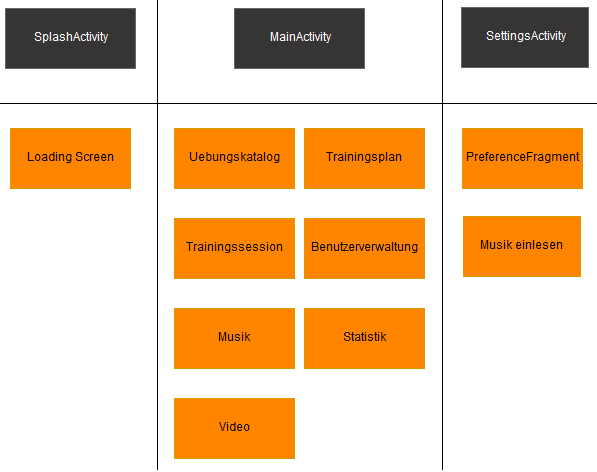 SplashActivity
MainActivity
SettingsActivity
Loading Screen
Uebungskatalog
Trainingsplan
PreferenceFragment
Trainingssession
Benutzerverwaltung
Musik einlesen
Musik
Statistik
Video